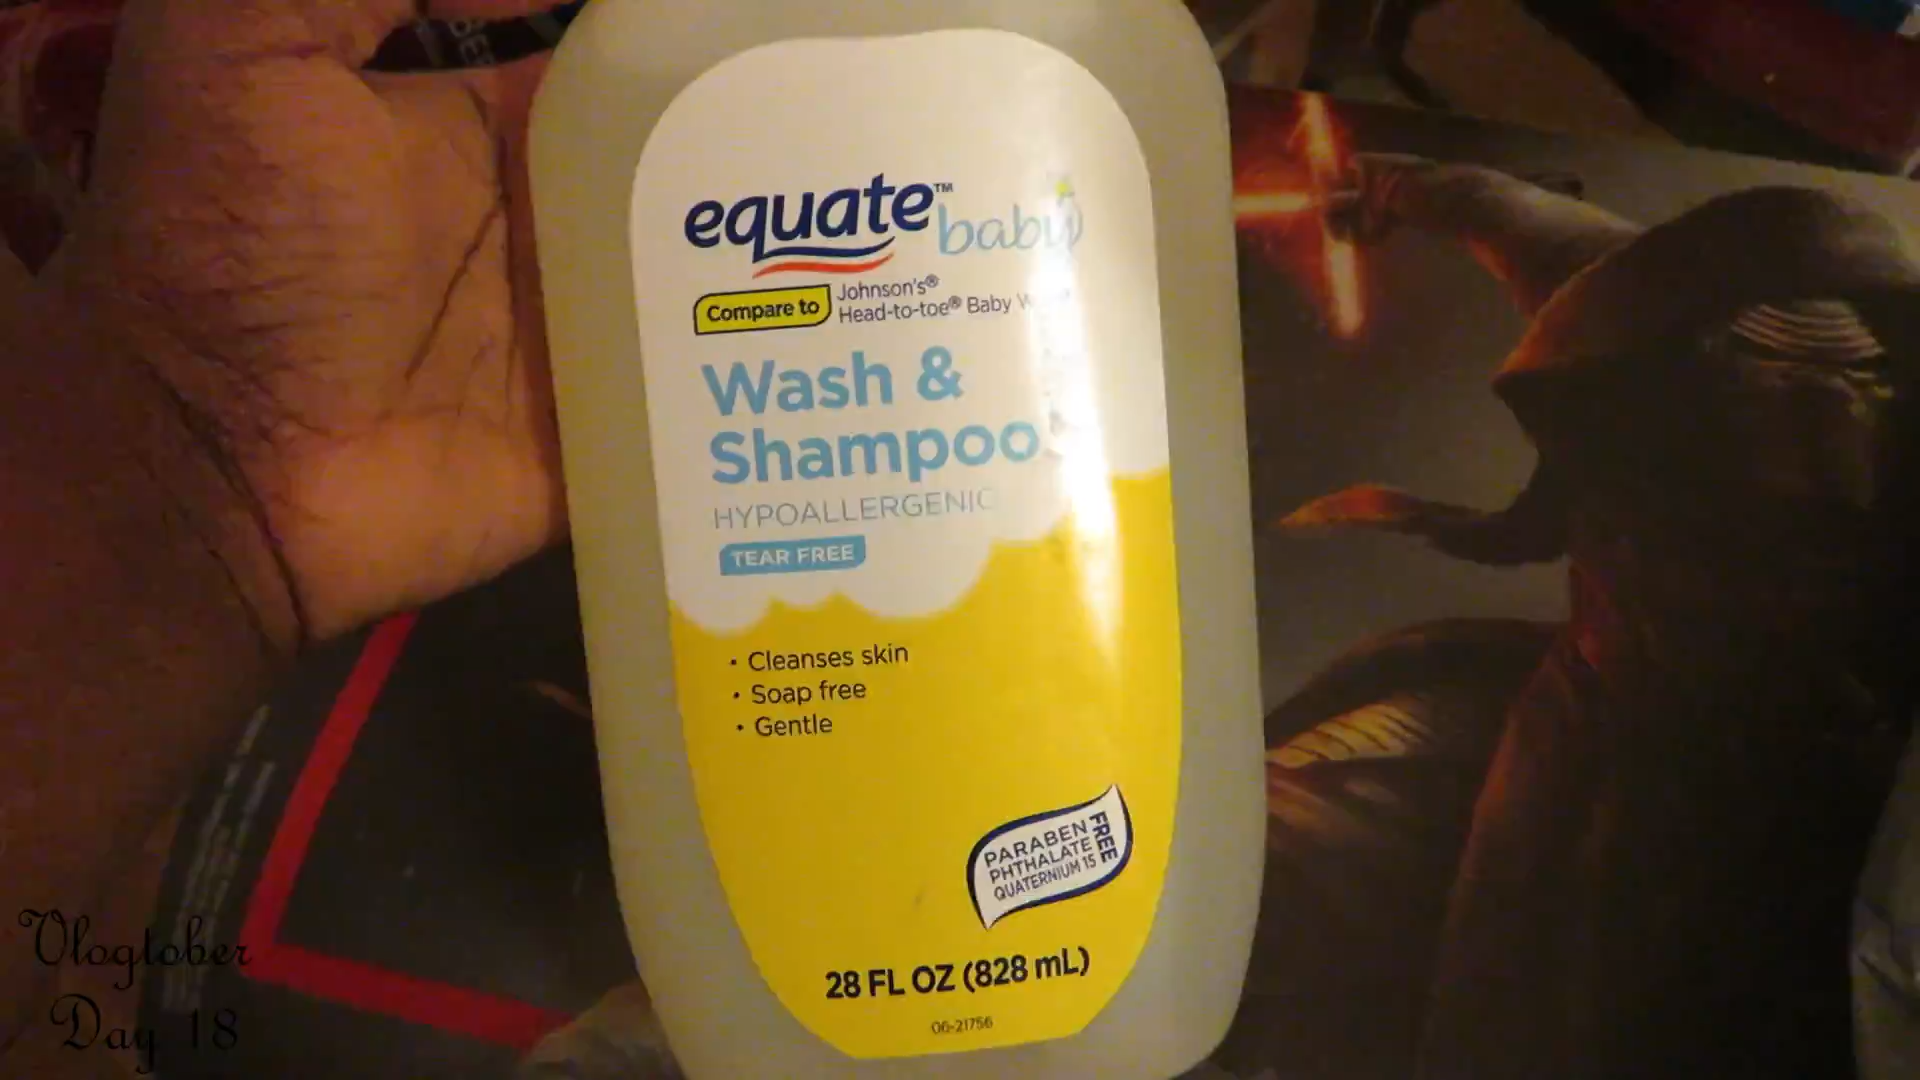 equate™ baby
Compare to
Johnson's®
Head-to-toe® Baby
Wash &
Shampoo
HYPOALLERGENIC
TEAR FREE
• Cleanses skin
• Soap free
• Gentle
PARABEN
PHTHALATE
QUATERNIUM 15
FREE
28 FL OZ (828 mL)
06-21756
Vlogtober
Day 18